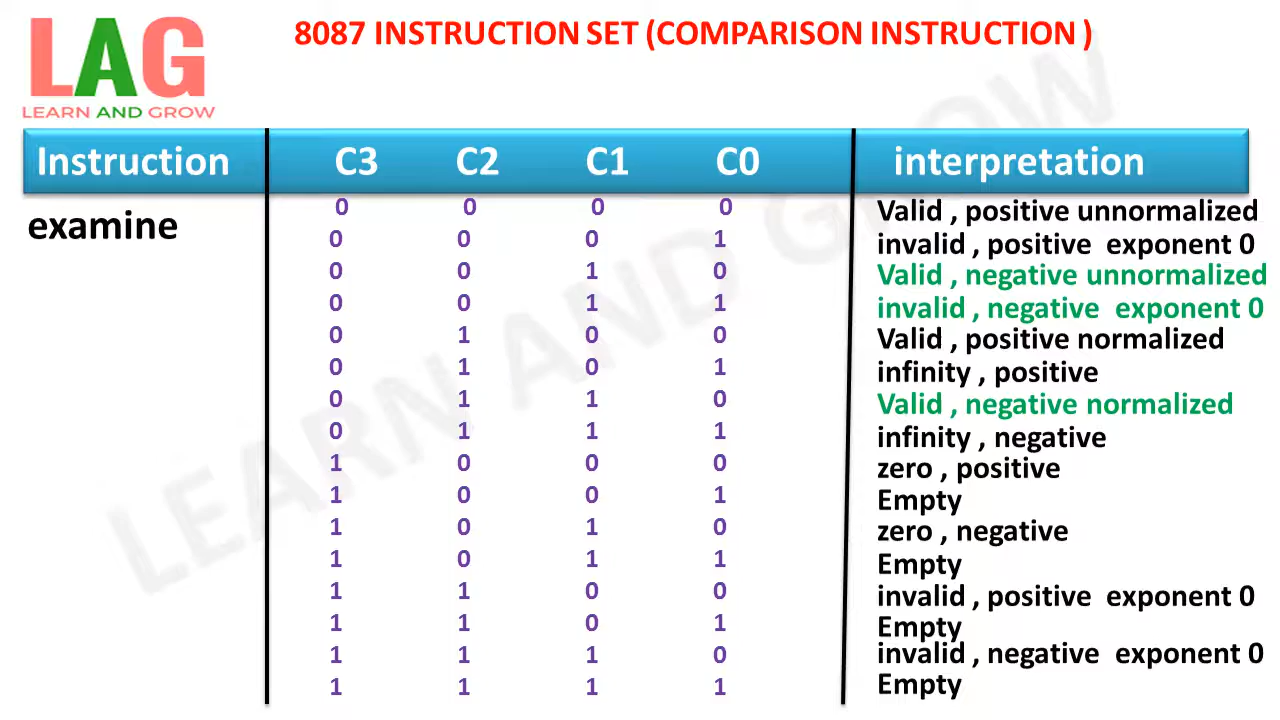 LAG
LEARN AND GROW
8087 INSTRUCTION SET (COMPARISON INSTRUCTION )
Instruction C3 C2 C1 C0 interpretation
examine 0 0 0 0 Valid , positive unnormalized
0 0 0 1 invalid , positive exponent 0
0 0 1 0 Valid , negative unnormalized
0 0 1 1 invalid , negative exponent 0
0 1 0 0 Valid , positive normalized
0 1 0 1 infinity , positive
0 1 1 0 Valid , negative normalized
0 1 1 1 infinity , negative
1 0 0 0 zero , positive
1 0 0 1 Empty
1 0 1 0 zero , negative
1 0 1 1 Empty
1 1 0 0 invalid , positive exponent 0
1 1 0 1 Empty
1 1 1 0 invalid , negative exponent 0
1 1 1 1 Empty
LEARN AND GROW